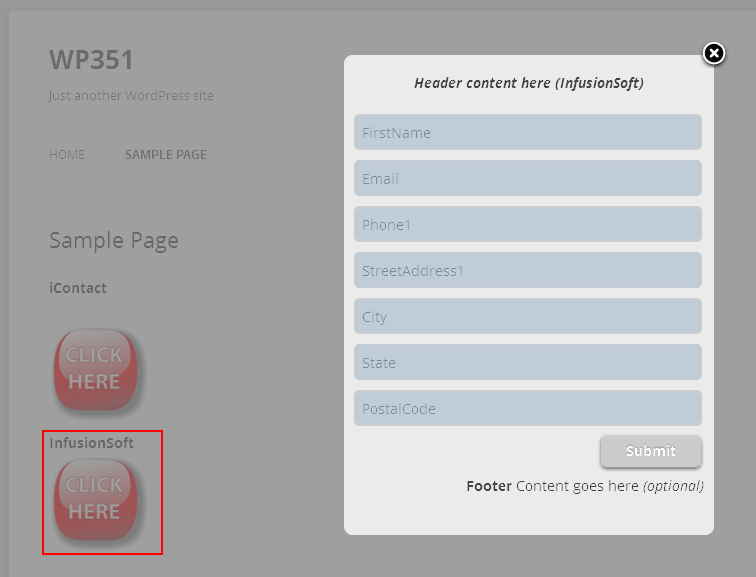 WP351
Just another WordPress site
HOME SAMPLE PAGE
Sample Page
iContact
CLICK
HERE
InfusionSoft
CLICK
HERE
Header content here (InfusionSoft)
FirstName
Email
Phone1
StreetAddress1
City
State
PostalCode
Submit
Footer Content goes here (optional)